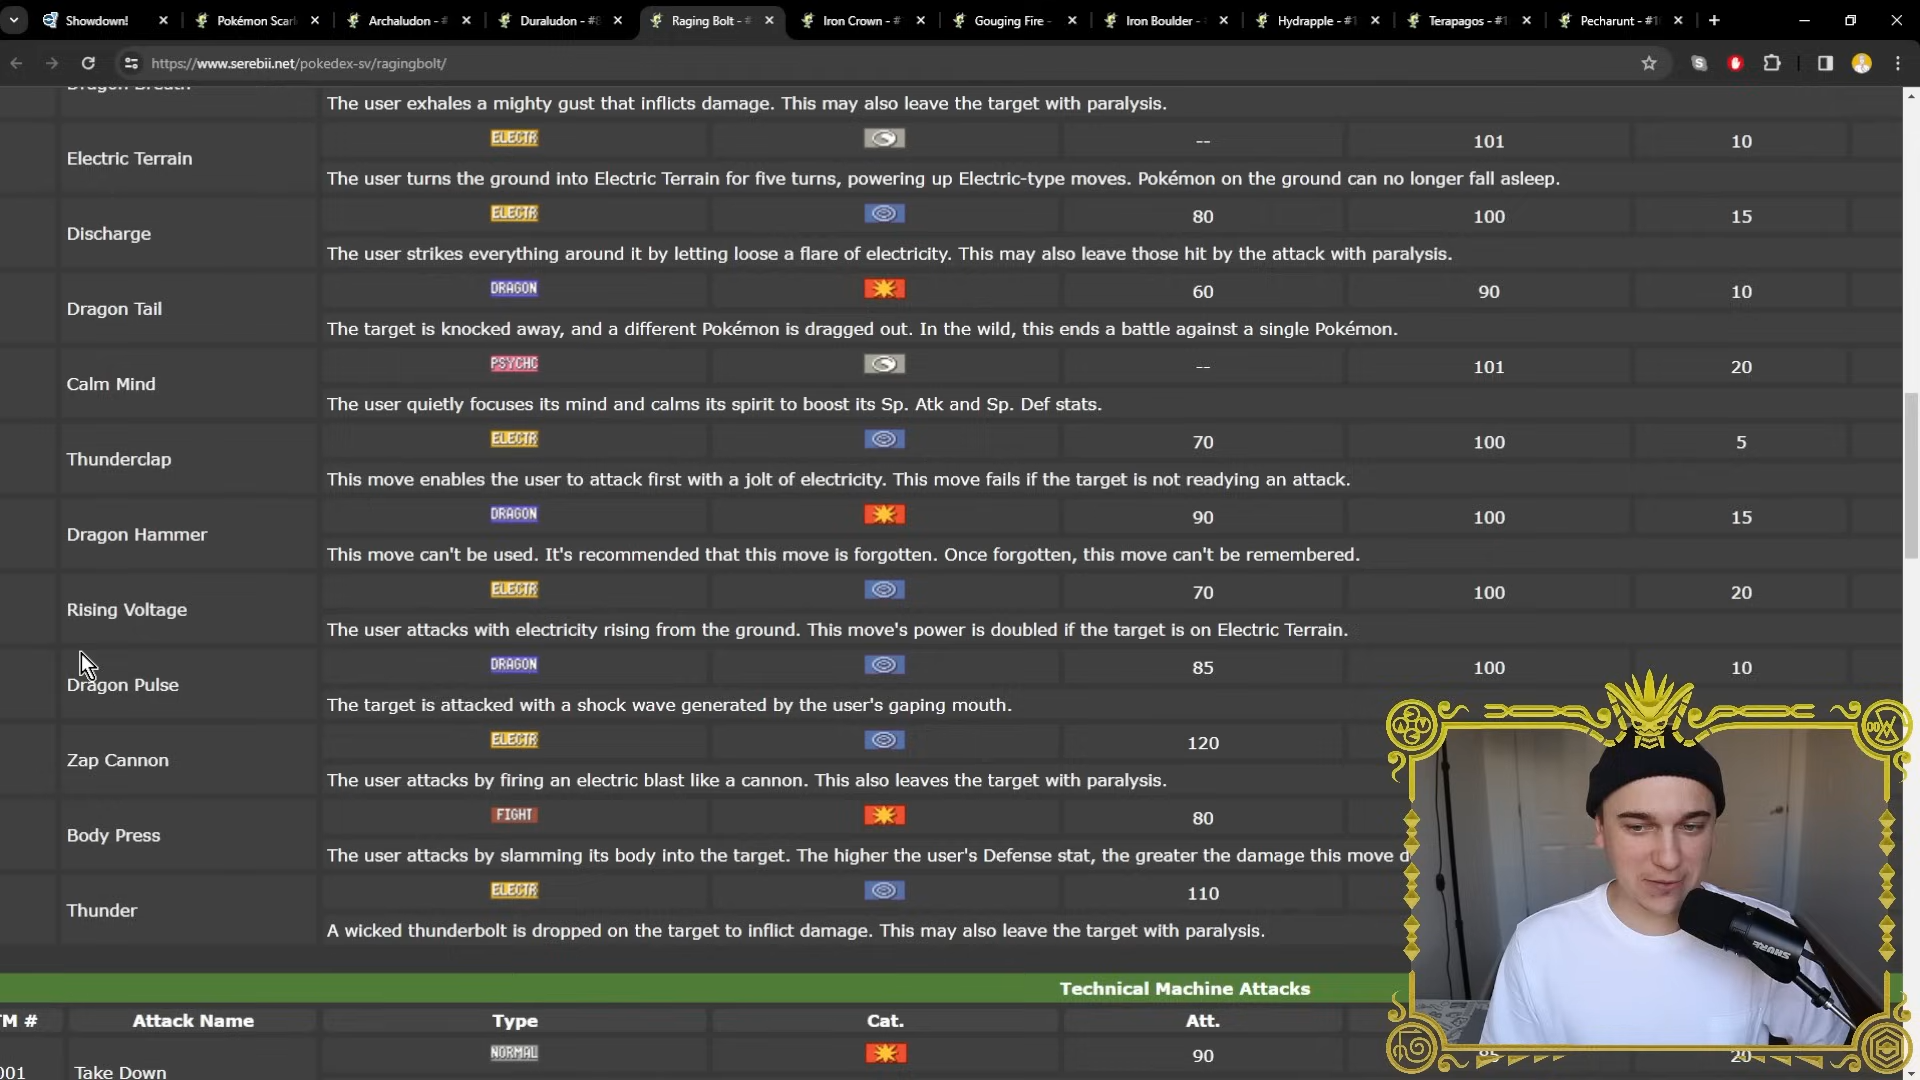 Showdown!
Pokémon Scarl
Archaludon - #
Duraludon - #8
Raging Bolt - #
Iron Crown - #
Gouging Fire -
Iron Boulder -
Hydrapple - #1
Terapagos - #1
Pecharunt - #1
https://www.serebii.net/pokedex-sv/ragingbolt/
Dragon Breath
The user exhales a mighty gust that inflicts damage. This may also leave the target with paralysis.
Electric Terrain ELECTR -- 101 10
The user turns the ground into Electric Terrain for five turns, powering up Electric-type moves. Pokémon on the ground can no longer fall asleep.
Discharge ELECTR 80 100 15
The user strikes everything around it by letting loose a flare of electricity. This may also leave those hit by the attack with paralysis.
Dragon Tail DRAGON 60 90 10
The target is knocked away, and a different Pokémon is dragged out. In the wild, this ends a battle against a single Pokémon.
Calm Mind PSYCHC -- 101 20
The user quietly focuses its mind and calms its spirit to boost its Sp. Atk and Sp. Def stats.
Thunderclap ELECTR 70 100 5
This move enables the user to attack first with a jolt of electricity. This move fails if the target is not readying an attack.
Dragon Hammer DRAGON 90 100 15
This move can't be used. It's recommended that this move is forgotten. Once forgotten, this move can't be remembered.
Rising Voltage ELECTR 70 100 20
The user attacks with electricity rising from the ground. This move's power is doubled if the target is on Electric Terrain.
Dragon Pulse DRAGON 85 100 10
The target is attacked with a shock wave generated by the user's gaping mouth.
Zap Cannon ELECTR 120
The user attacks by firing an electric blast like a cannon. This also leaves the target with paralysis.
Body Press FIGHT 80
The user attacks by slamming its body into the target. The higher the user's Defense stat, the greater the damage this move d
Thunder ELECTR 110
A wicked thunderbolt is dropped on the target to inflict damage. This may also leave the target with paralysis.
Technical Machine Attacks
TM # Attack Name Type Cat. Att.
001 Take Down NORMAL 90 85 20
SHURE